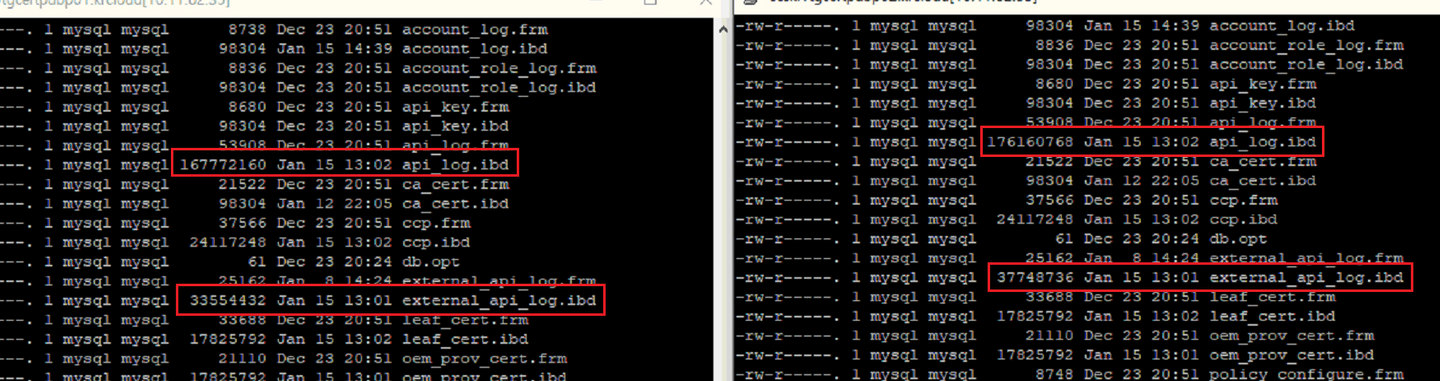 ---. 1 mysql mysql 8738 Dec 23 20:51 account_log.frm
---. 1 mysql mysql 98304 Jan 15 14:39 account_log.ibd
---. 1 mysql mysql 8836 Dec 23 20:51 account_role_log.frm
---. 1 mysql mysql 98304 Dec 23 20:51 account_role_log.ibd
---. 1 mysql mysql 8680 Dec 23 20:51 api_key.frm
---. 1 mysql mysql 98304 Dec 23 20:51 api_key.ibd
---. 1 mysql mysql 53908 Dec 23 20:51 api_log.frm
---. 1 mysql mysql 167772160 Jan 15 13:02 api_log.ibd
---. 1 mysql mysql 21522 Dec 23 20:51 ca_cert.frm
---. 1 mysql mysql 98304 Jan 12 22:05 ca_cert.ibd
---. 1 mysql mysql 37566 Dec 23 20:51 ccp.frm
---. 1 mysql mysql 24117248 Jan 15 13:02 ccp.ibd
---. 1 mysql mysql 61 Dec 23 20:24 db.opt
---. 1 mysql mysql 25162 Jan 8 14:24 external_api_log.frm
---. 1 mysql mysql 33554432 Jan 15 13:01 external_api_log.ibd
---. 1 mysql mysql 33688 Dec 23 20:51 leaf_cert.frm
---. 1 mysql mysql 17825792 Jan 15 13:02 leaf_cert.ibd
---. 1 mysql mysql 21110 Dec 23 20:51 oem_prov_cert.frm
---. 1 mysql mysql 17825792 Jan 15 13:01 oem_prov_cert.ibd
-rw-r-----. 1 mysql mysql 98304 Jan 15 14:39 account_log.ibd
-rw-r-----. 1 mysql mysql 8836 Dec 23 20:51 account_role_log.frm
-rw-r-----. 1 mysql mysql 98304 Dec 23 20:51 account_role_log.ibd
-rw-r-----. 1 mysql mysql 8680 Dec 23 20:51 api_key.frm
-rw-r-----. 1 mysql mysql 98304 Dec 23 20:51 api_key.ibd
-rw-r-----. 1 mysql mysql 53908 Dec 23 20:51 api_log.frm
-rw-r-----. 1 mysql mysql 176160768 Jan 15 13:02 api_log.ibd
-rw-r-----. 1 mysql mysql 21522 Dec 23 20:51 ca_cert.frm
-rw-r-----. 1 mysql mysql 98304 Jan 12 22:05 ca_cert.ibd
-rw-r-----. 1 mysql mysql 37566 Dec 23 20:51 ccp.frm
-rw-r-----. 1 mysql mysql 24117248 Jan 15 13:02 ccp.ibd
-rw-r-----. 1 mysql mysql 61 Dec 23 20:24 db.opt
-rw-r-----. 1 mysql mysql 25162 Jan 8 14:24 external_api_log.frm
-rw-r-----. 1 mysql mysql 37748736 Jan 15 13:01 external_api_log.ibd
-rw-r-----. 1 mysql mysql 33688 Dec 23 20:51 leaf_cert.frm
-rw-r-----. 1 mysql mysql 17825792 Jan 15 13:02 leaf_cert.ibd
-rw-r-----. 1 mysql mysql 21110 Dec 23 20:51 oem_prov_cert.frm
-rw-r-----. 1 mysql mysql 17825792 Jan 15 13:01 oem_prov_cert.ibd
-rw-r-----. 1 mysql mysql 8748 Dec 23 20:51 policy_configure.frm